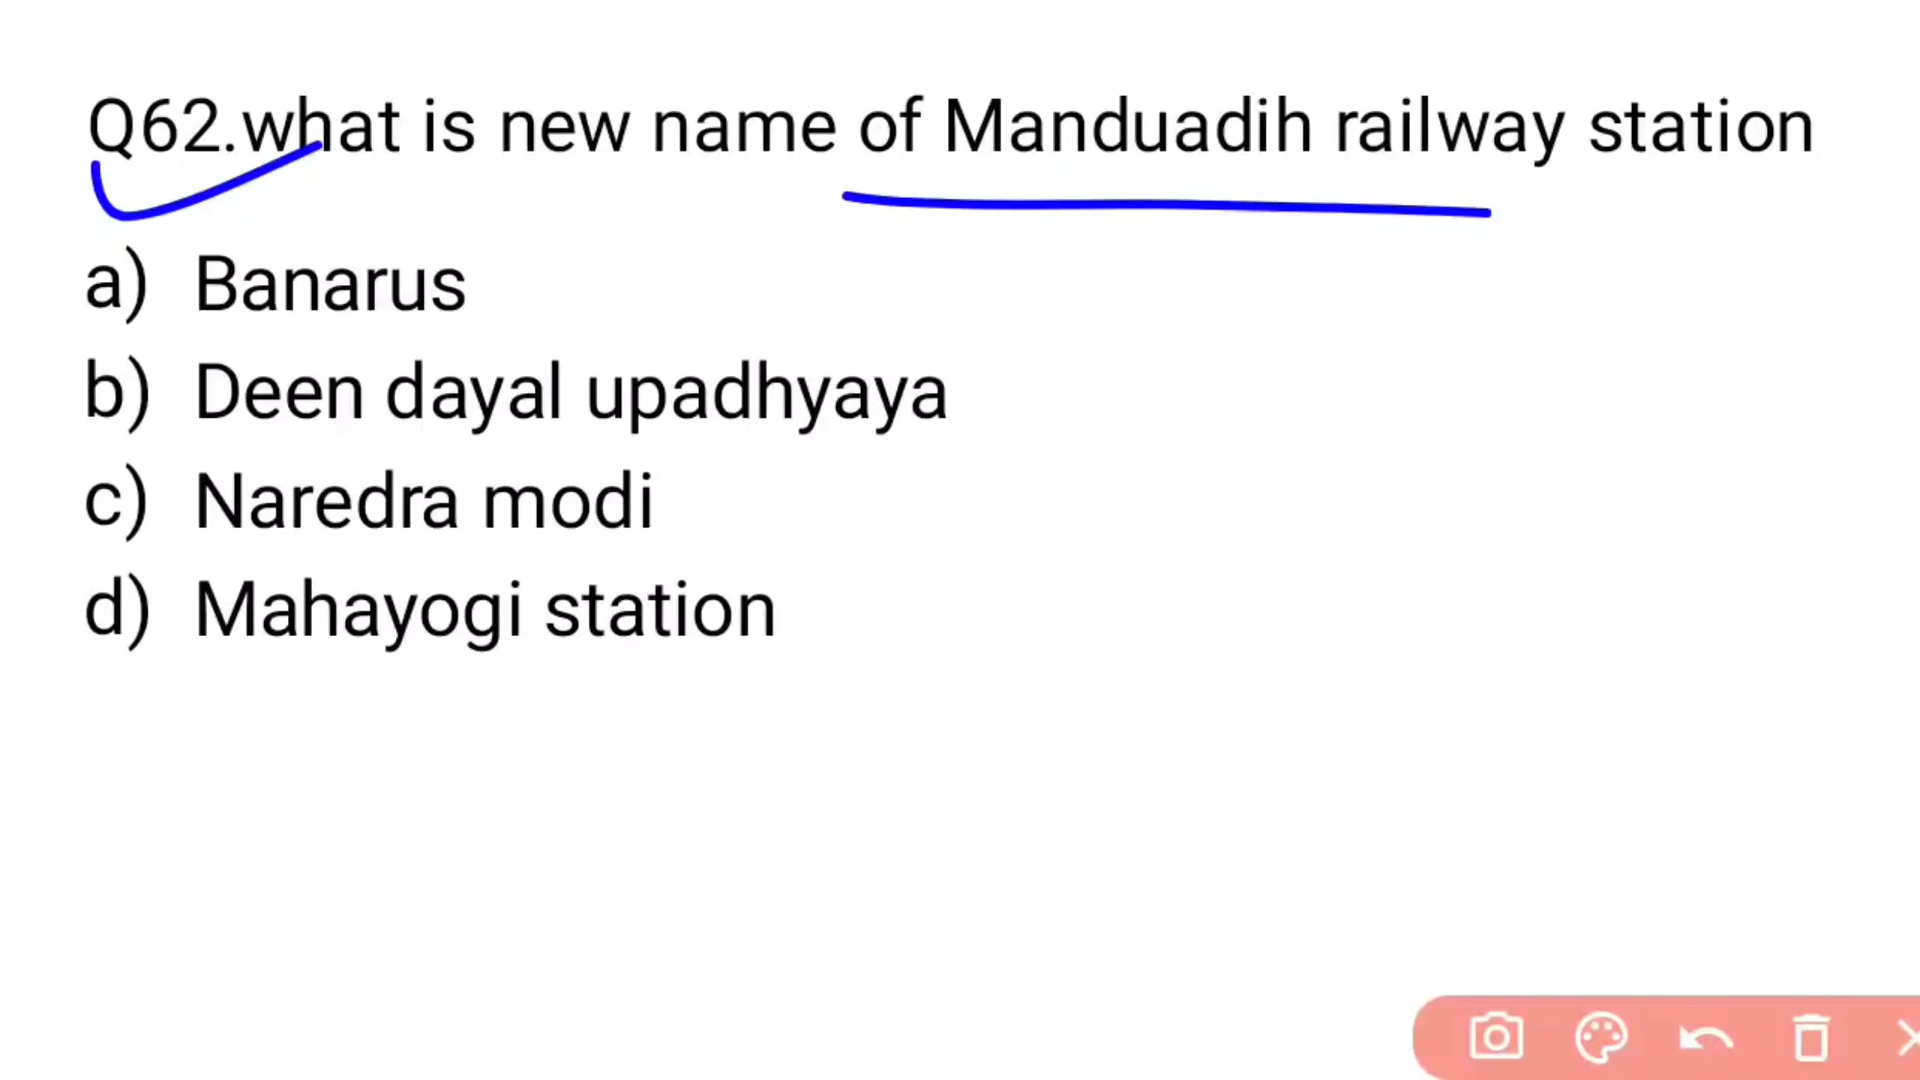 Q62.what is new name of Manduadih railway station
a) Banarus
b) Deen dayal upadhyaya
c) Naredra modi
d) Mahayogi station